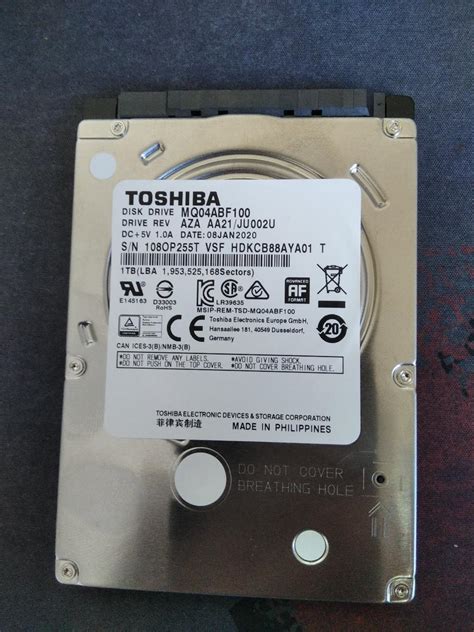 TOSHIBA
DISK DRIVE MQ04ABF100
DRIVE REV AZA AA21/JU002U
DC+5V 1.0A DATE:08JAN2020
S/N 108OP255T VSF HDKCB88AYA01 T
1TB(LBA 1,953,525,168Sectors)
E145163
D33003
RoHS
LR39635
ADVANCED
AF
FORMAT
MSIP-REM-TSD-MQ04ABF100
Toshiba Electronics Europe GmbH,
Hansaallee 181, 40549 Dusseldorf,
Germany
20
CAN ICES-3(B)/NMB-3(B)
*DO NOT REMOVE ANY LABELS. *AVOID GIVING SHOCK.
*DO NOT PUSH ON THE TOP COVER. *DO NOT COVER BREATHING HOLE.
TOSHIBA ELECTRONIC DEVICES & STORAGE CORPORATION
菲律宾制造 MADE IN PHILIPPINES
DO NOT COVER
BREATHING HOLE